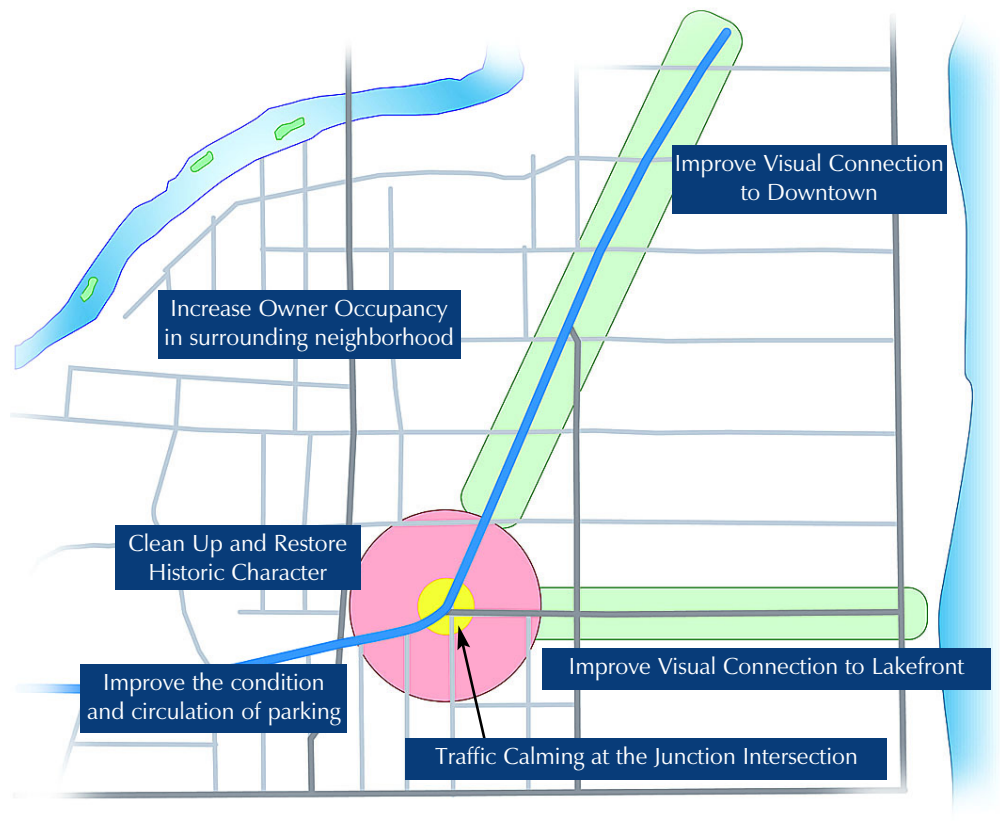 Improve Visual Connection
to Downtown
Increase Owner Occupancy
in surrounding neighborhood
Clean Up and Restore
Historic Character
Improve Visual Connection to Lakefront
Improve the condition
and circulation of parking
Traffic Calming at the Junction Intersection